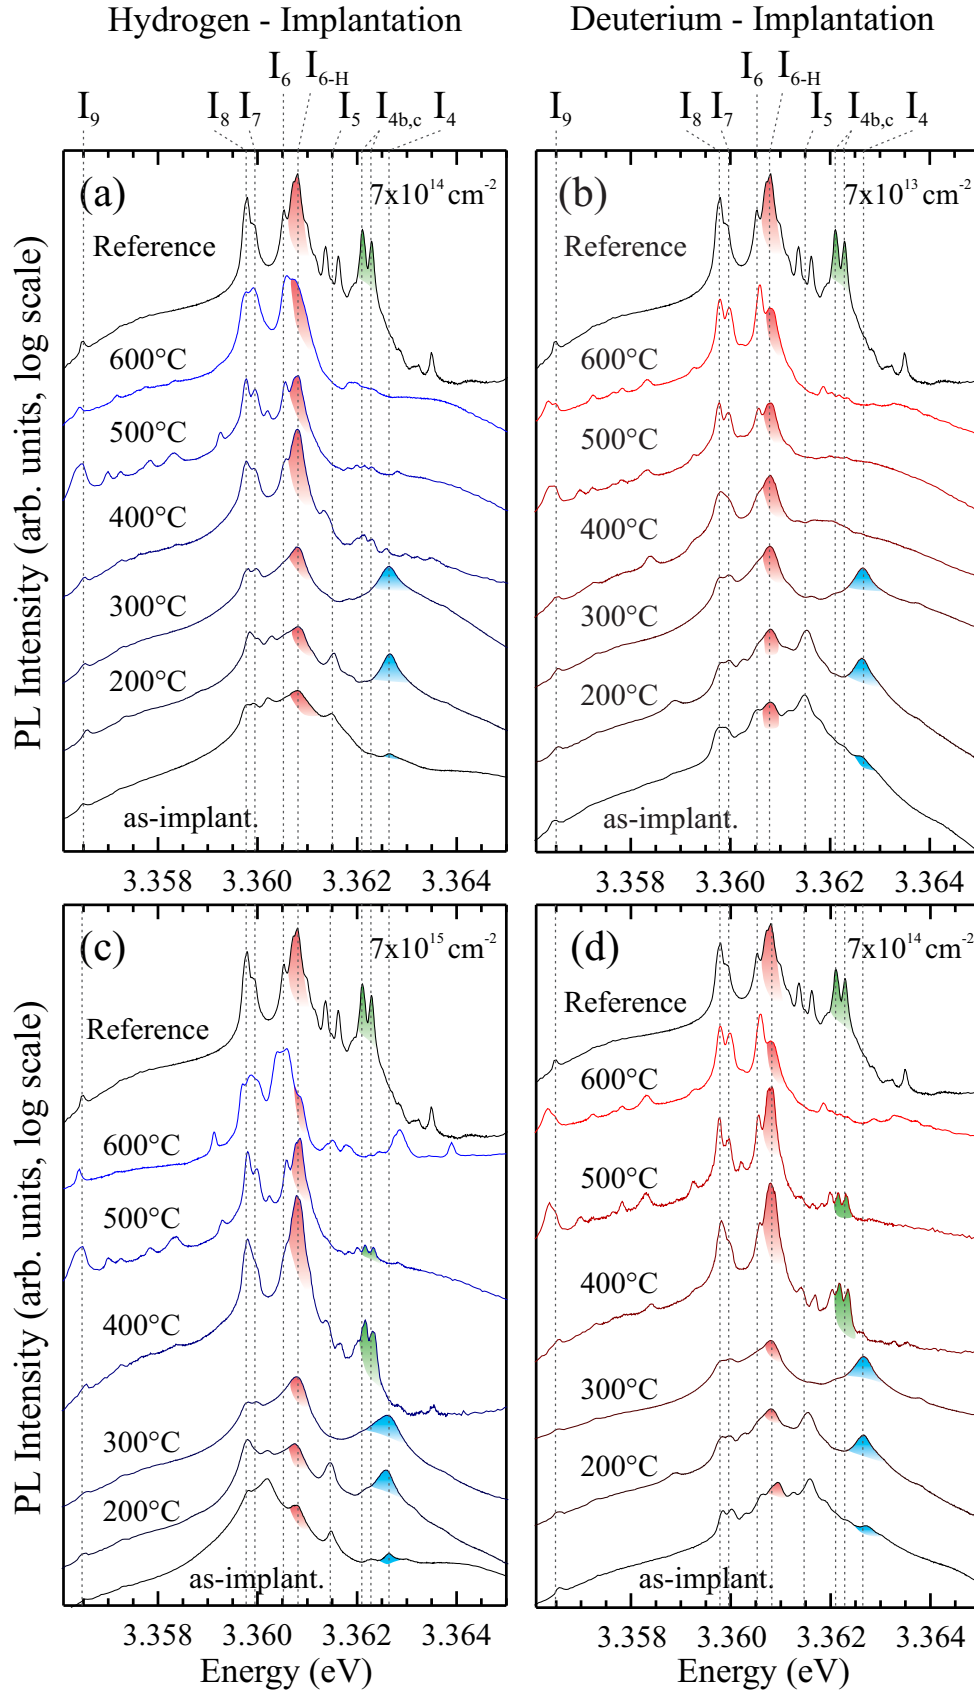 Hydrogen - Implantation
Deuterium - Implantation
I9 I8 I7 I6 I6-H I5 I4b,c I4
I9 I8 I7 I6 I6-H I5 I4b,c I4
PL Intensity (arb. units, log scale)
(a)
7x10^14 cm^-2
Reference
600°C
500°C
400°C
300°C
200°C
as-implant.
3.358 3.360 3.362 3.364
(b)
7x10^13 cm^-2
Reference
600°C
500°C
400°C
300°C
200°C
as-implant.
3.358 3.360 3.362 3.364
PL Intensity (arb. units, log scale)
(c)
7x10^15 cm^-2
Reference
600°C
500°C
400°C
300°C
200°C
as-implant.
3.358 3.360 3.362 3.364
Energy (eV)
(d)
7x10^14 cm^-2
Reference
600°C
500°C
400°C
300°C
200°C
as-implant.
3.358 3.360 3.362 3.364
Energy (eV)